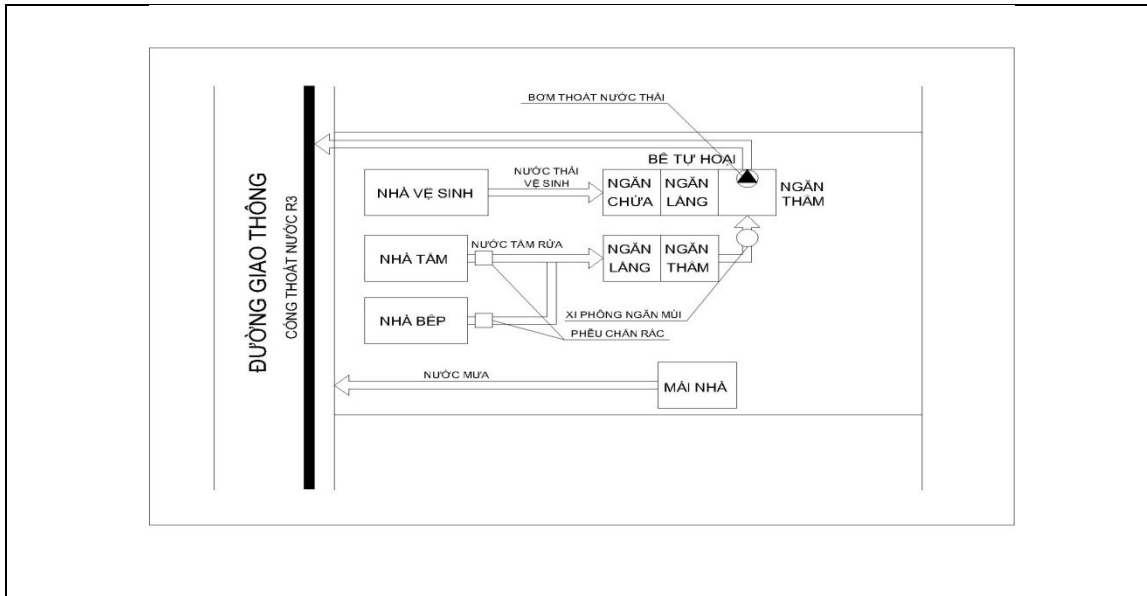 BƠM THOÁT NƯỚC THẢI
BỂ TỰ HOẠI
NHÀ VỆ SINH
NƯỚC THẢI
VỆ SINH
NGĂN
CHỨA
NGĂN
LẮNG
NGĂN
THẤM
NHÀ TẮM
NƯỚC TẮM RỬA
NGĂN
LẮNG
NGĂN
THẤM
NHÀ BẾP
XI PHÔNG NGĂN MÙI
PHỄU CHẮN RÁC
NƯỚC MƯA
MÁI NHÀ
ĐƯỜNG GIAO THÔNG
CỐNG THOÁT NƯỚC R3